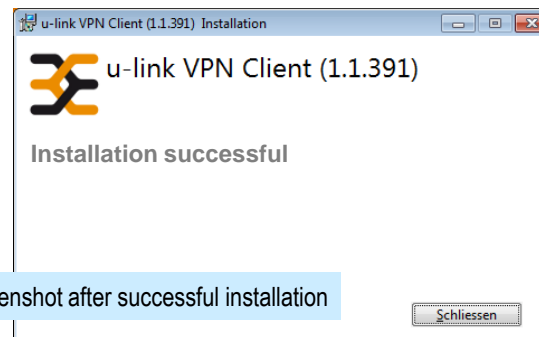 u-link VPN Client (1.1.391) Installation
u-link VPN Client (1.1.391)
Installation successful
enshot after successful installation
Schliessen